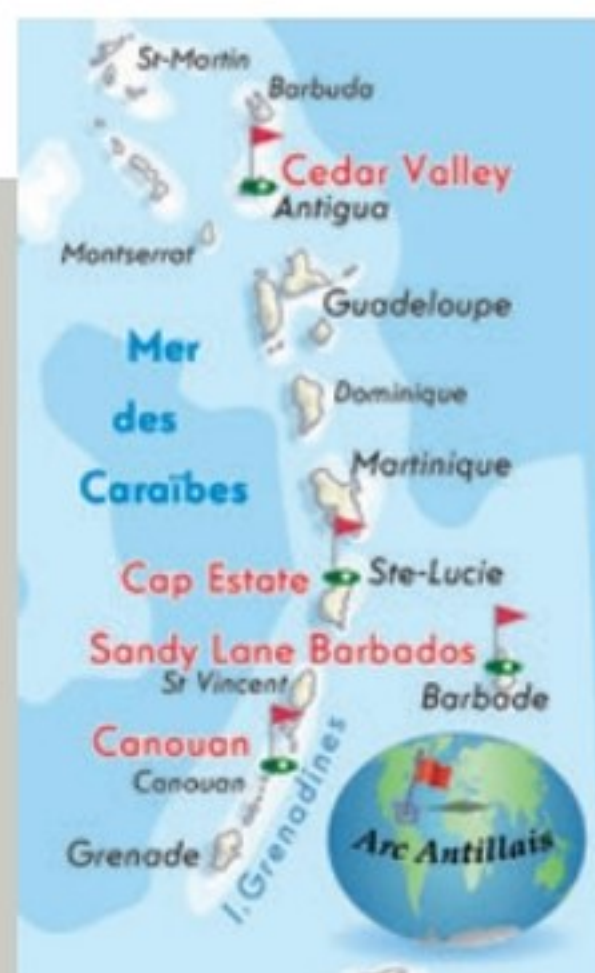 St-Martin
Barbuda
Cedar Valley
Antigua
Montserrat
Guadeloupe
Mer
des
Caraïbes
Dominique
Martinique
Cap Estate
Ste-Lucie
Sandy Lane Barbados
St Vincent
Barbade
Canouan
Canouan
I. Grenadines
Grenade
Arc Antillais